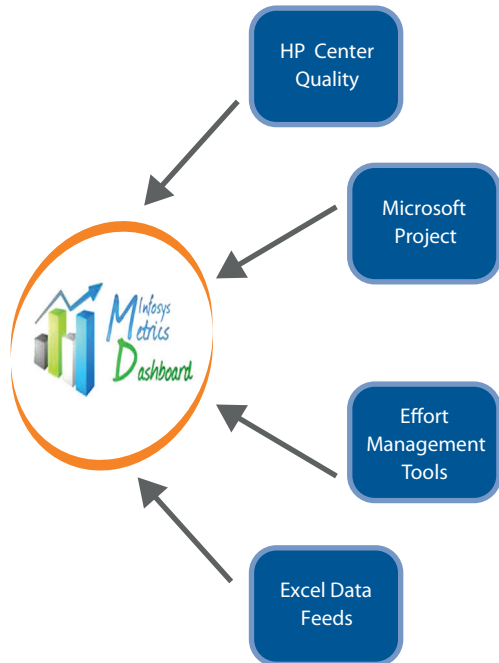 HP Center
Quality
Microsoft
Project
Infosys
Metrics
Dashboard
Effort
Management
Tools
Excel Data
Feeds